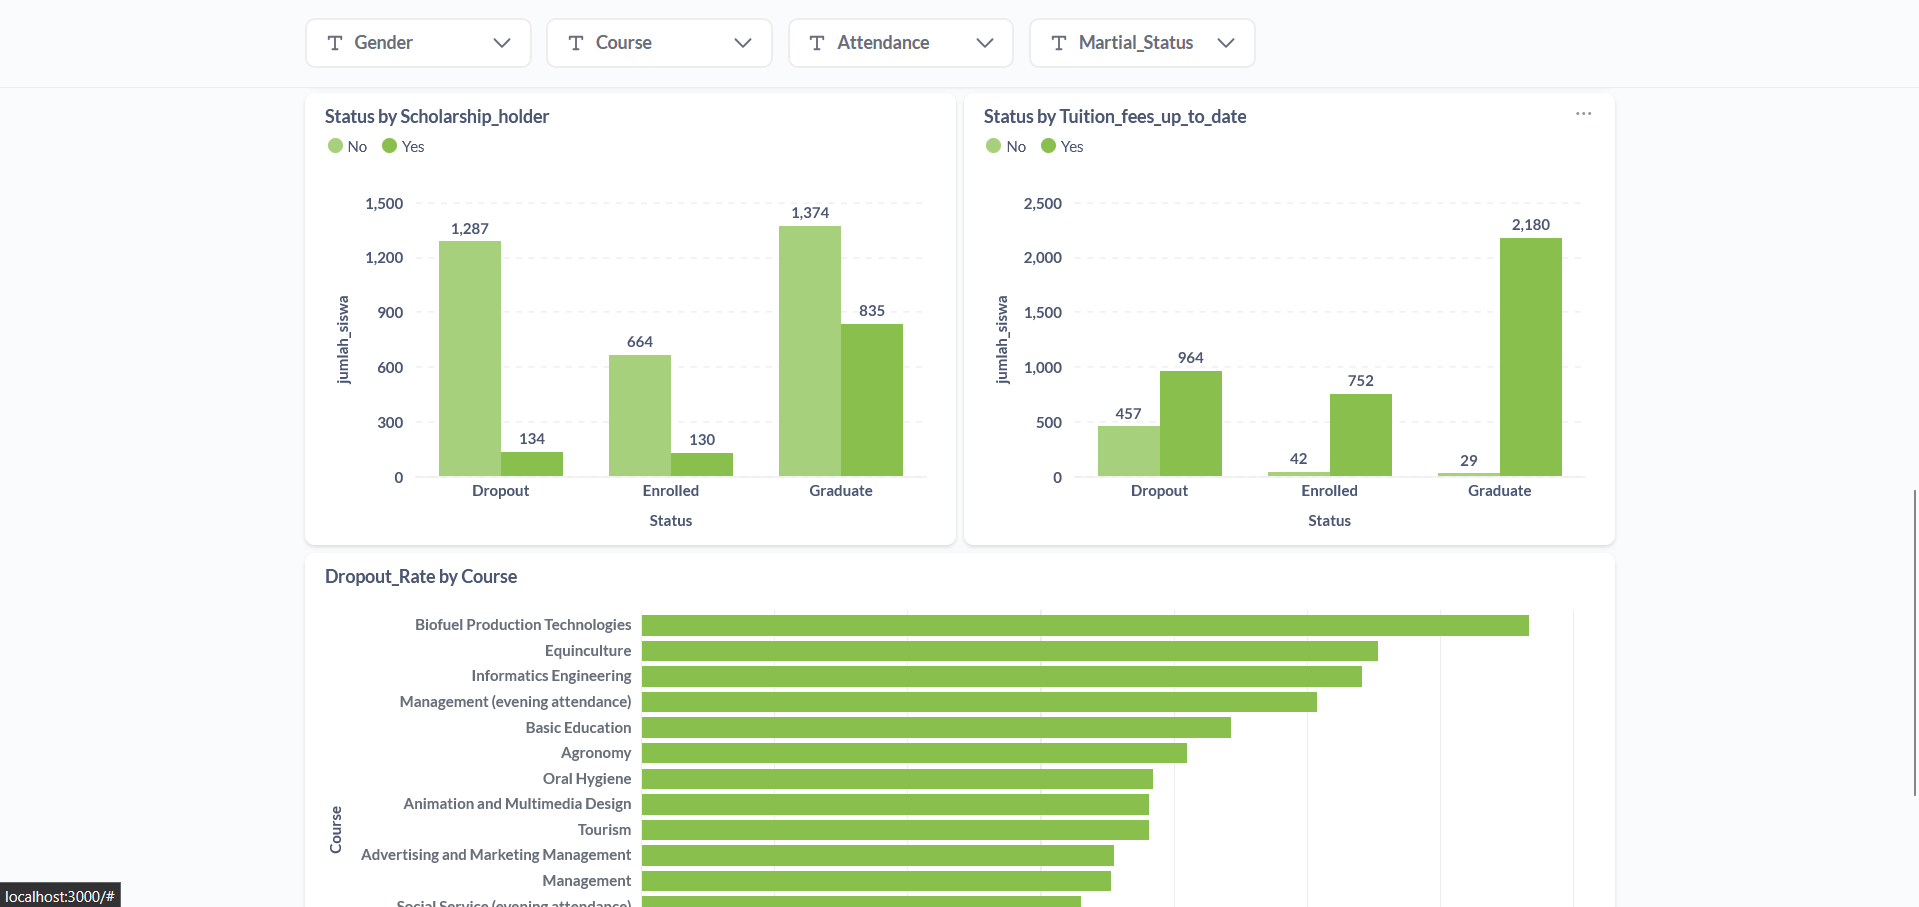 Gender
Course
Attendance
Martial_Status
Status by Scholarship_holder
No Yes
1,500
1,200
900
600
300
0
jumlah_siswa
1,287
134
664
130
1,374
835
Dropout
Enrolled
Graduate
Status
Status by Tuition_fees_up_to_date
...
No Yes
2,500
2,000
1,500
1,000
500
0
jumlah_siswa
457
964
42
752
29
2,180
Dropout
Enrolled
Graduate
Status
Dropout_Rate by Course
Course
Biofuel Production Technologies
Equinculture
Informatics Engineering
Management (evening attendance)
Basic Education
Agronomy
Oral Hygiene
Animation and Multimedia Design
Tourism
Advertising and Marketing Management
Management
Social Service (evening attendance)
localhost:3000/#